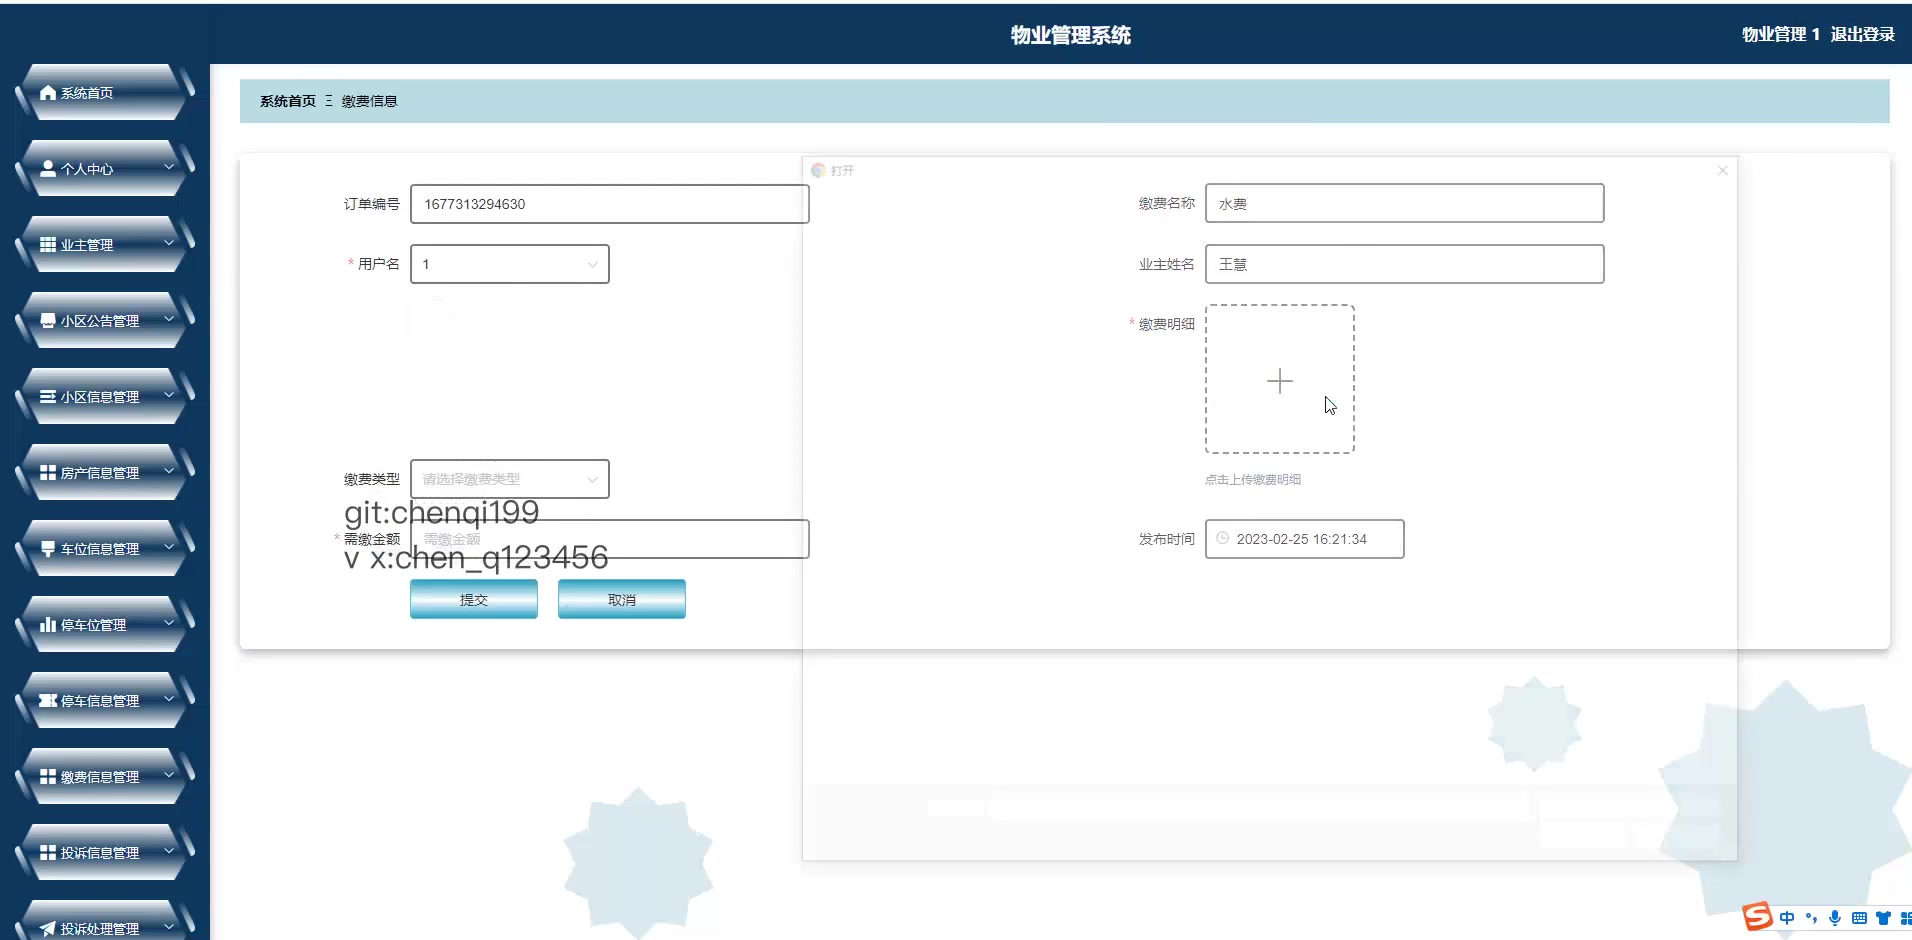 物业管理系统
物业管理 1 退出登录
系统首页
个人中心
业主管理
小区公告管理
小区信息管理
房产信息管理
车位信息管理
停车位管理
停车信息管理
缴费信息管理
投诉信息管理
投诉处理管理
系统首页 Ξ 缴费信息
打开
订单编号 1677313294630
缴费名称 水费
* 用户名 1
业主姓名 王慧
* 缴费明细
点击上传缴费明细
缴费类型 请选择缴费类型
git:chenqi199
* 需缴金额 需缴金额
发布时间 2023-02-25 16:21:34
v x:chen_q123456
提交 取消
S 中